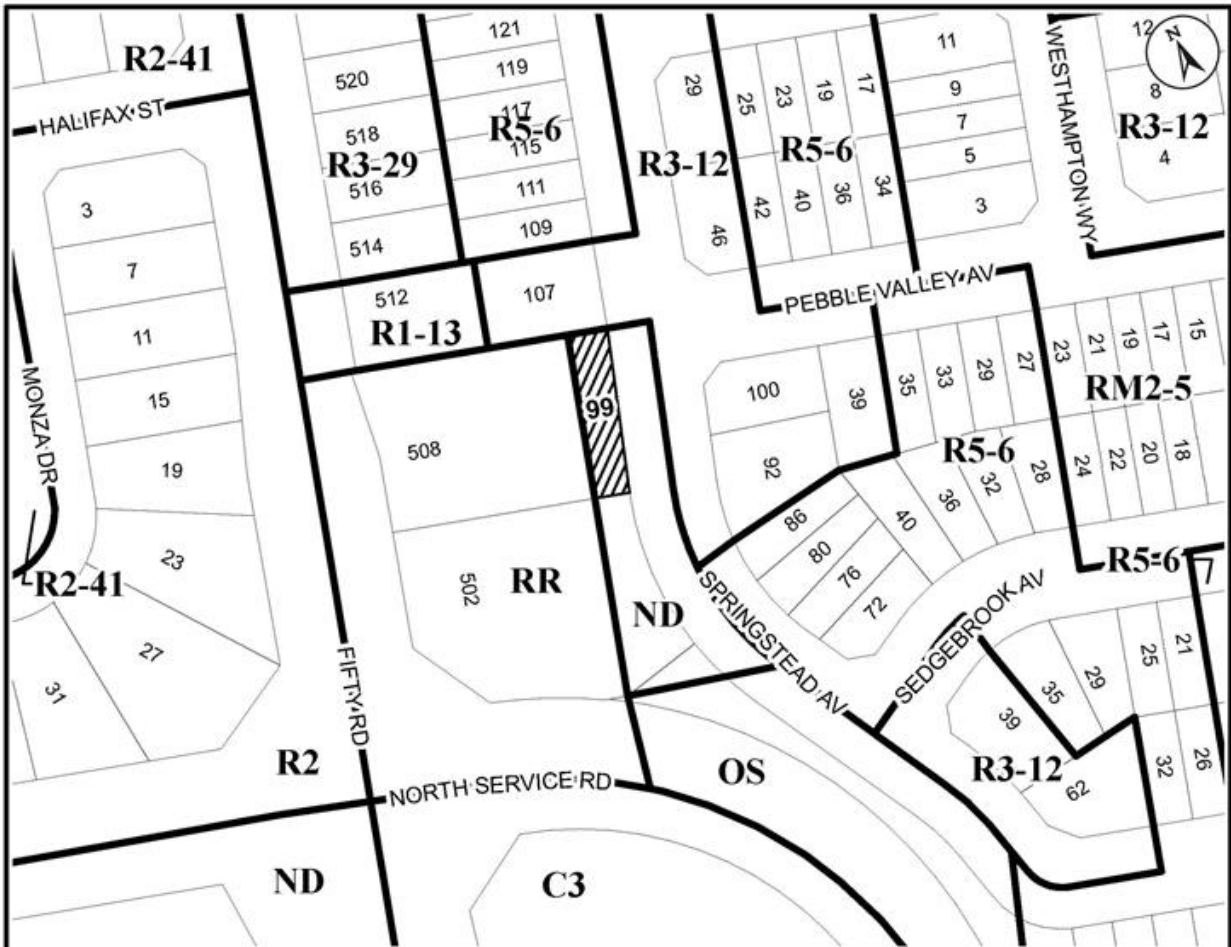 R2-41
HALIFAX ST
520
518
R3-29
516
514
121
119
117
R5-6
115
111
109
29
R3-12
46
25
23
19
17
R5-6
42
40
36
34
11
9
7
5
3
WESTHAMPTON WY
12
N
8
R3-12
4
3
7
11
15
19
23
27
31
MONZA DR
R2-41
512
R1-13
107
PEBBLE VALLEY AV
99
508
502
RR
ND
100
39
92
35
33
29
27
R5-6
23
21
19
17
15
RM2-5
24
22
20
18
86
80
76
72
40
36
32
28
SPRINGSTEAD AV
SEDGEBROOK AV
R5-6
35
29
25
21
39
R3-12
62
32
26
FIFTY RD
R2
NORTH SERVICE RD
OS
ND
C3